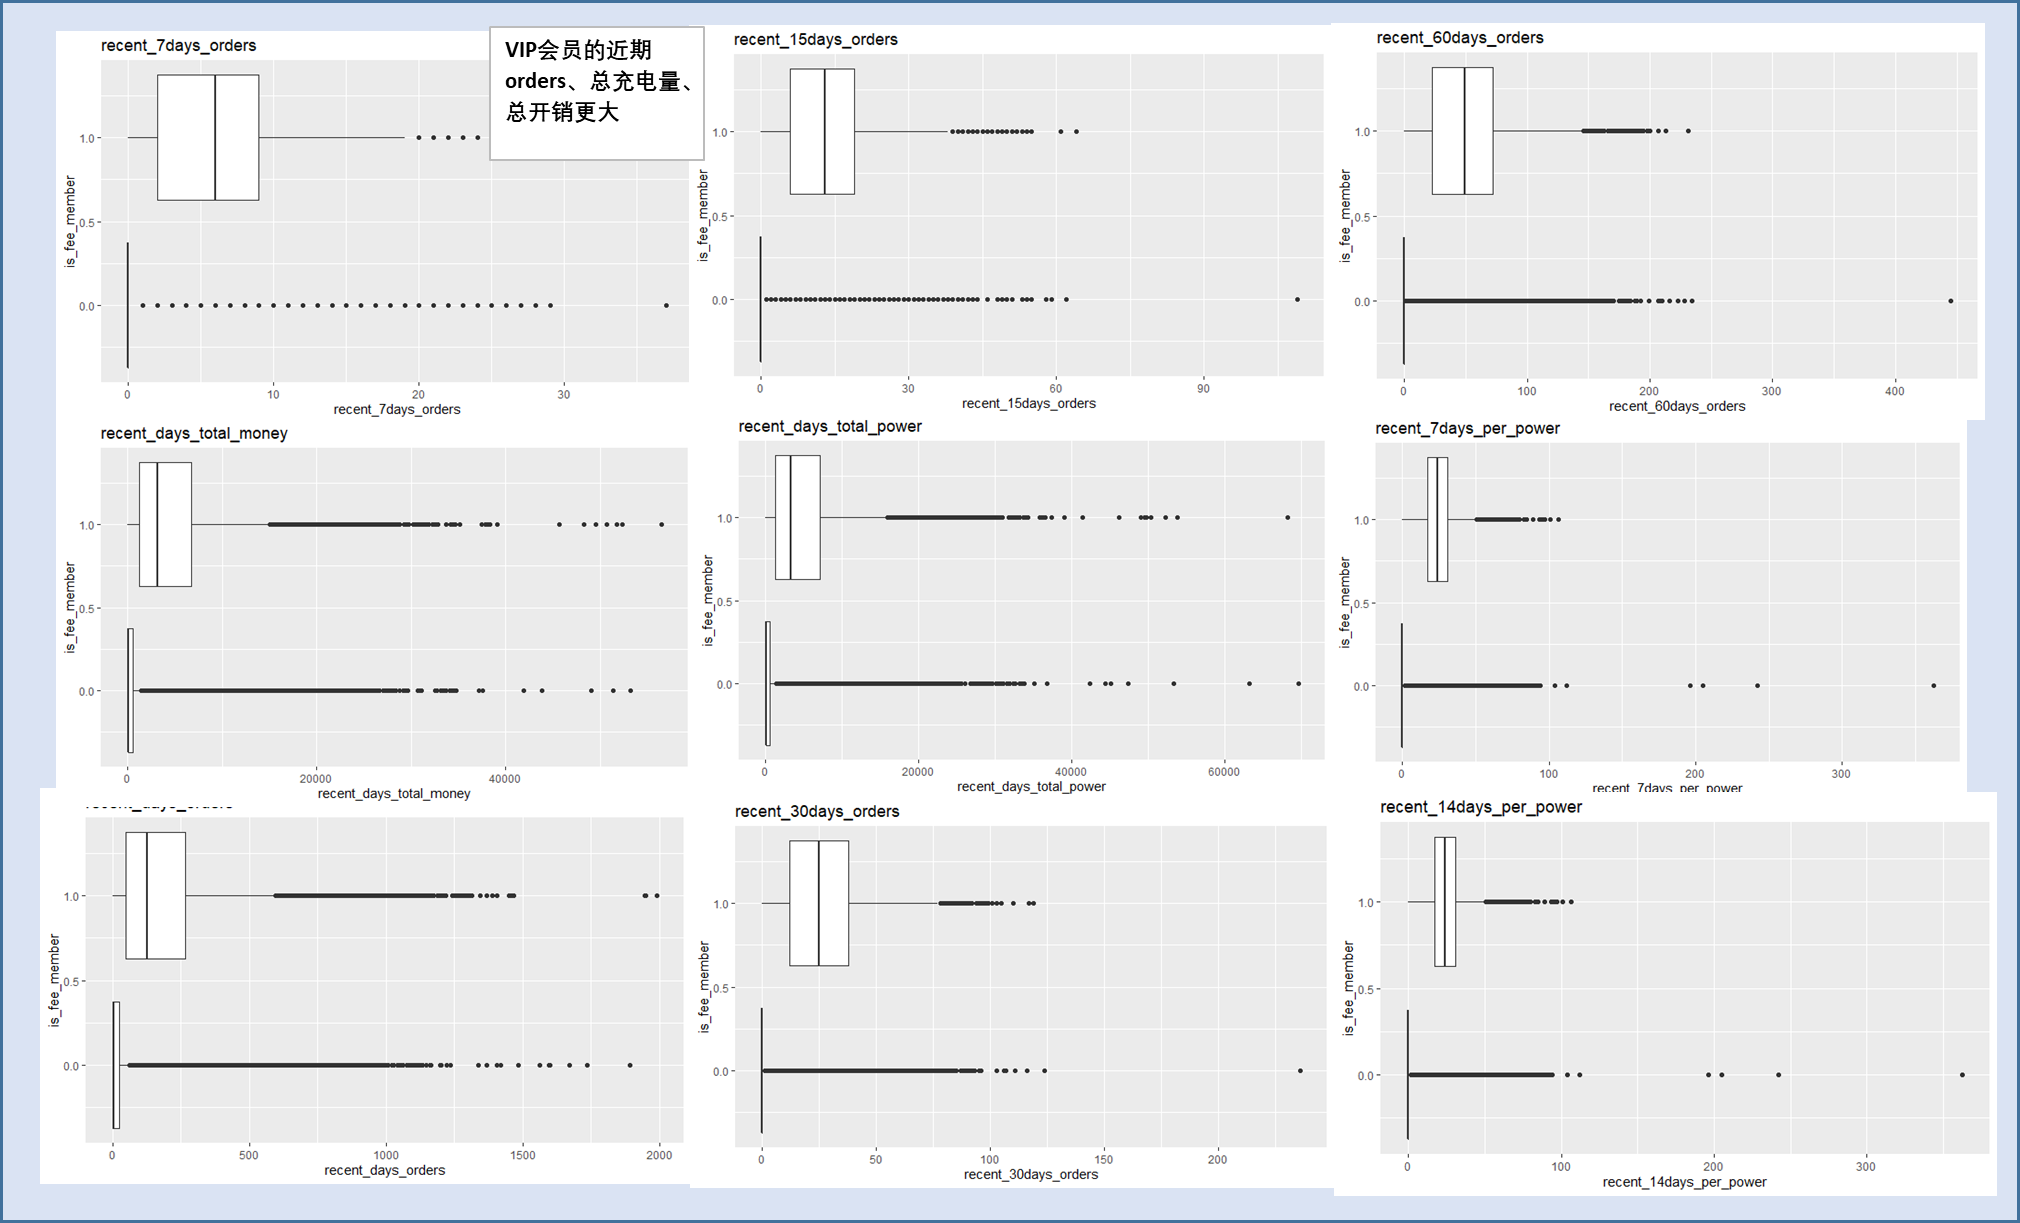 recent_7days_orders
1.0
0.5
0.0
is_fee_member
0
10
20
30
recent_7days_orders
VIP会员的近期
orders、总充电量、
总开销更大
recent_15days_orders
1.0
0.5
0.0
is_fee_member
0
30
60
90
recent_15days_orders
recent_60days_orders
1.0
0.5
0.0
is_fee_member
0
100
200
300
400
recent_60days_orders
recent_days_total_money
1.0
0.5
0.0
is_fee_member
0
20000
40000
recent_days_total_money
recent_days_total_power
1.0
0.5
0.0
is_fee_member
0
20000
40000
60000
recent_days_total_power
recent_7days_per_power
1.0
0.5
0.0
is_fee_member
0
100
200
300
recent_7days_per_power
recent_days_orders
1.0
0.5
0.0
is_fee_member
0
500
1000
1500
2000
recent_days_orders
recent_30days_orders
1.0
0.5
0.0
is_fee_member
0
50
100
150
200
recent_30days_orders
recent_14days_per_power
1.0
0.5
0.0
is_fee_member
0
100
200
300
recent_14days_per_power